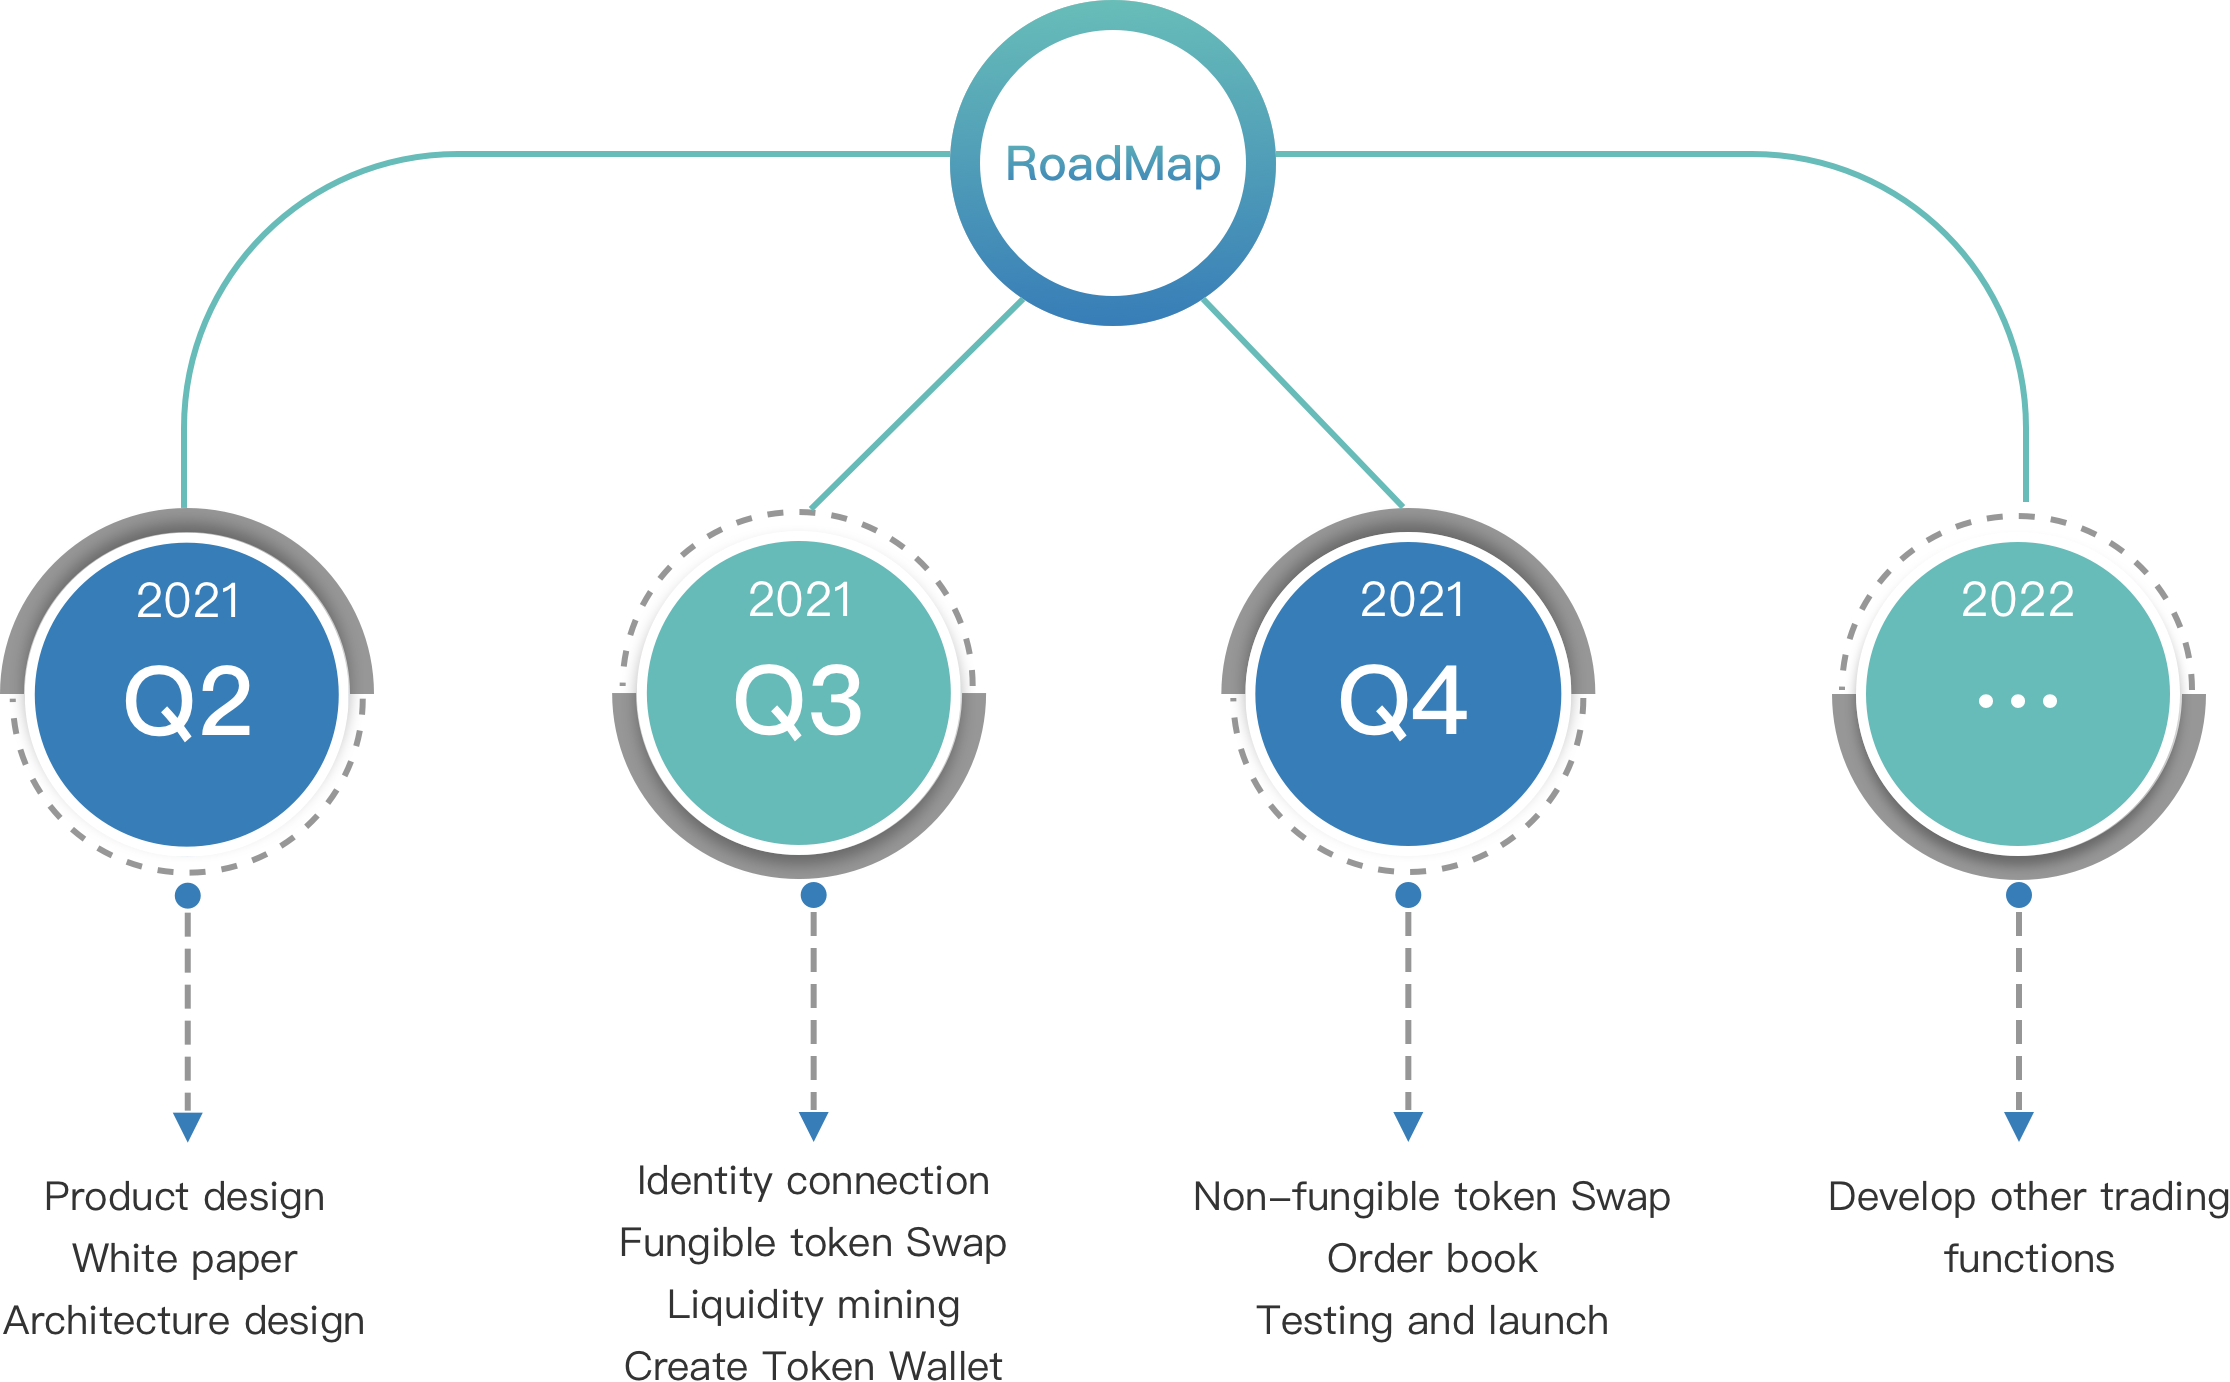 RoadMap
2021
Q2
2021
Q3
2021
Q4
2022
...
Product design
White paper
Architecture design
Identity connection
Fungible token Swap
Liquidity mining
Create Token Wallet
Non-fungible token Swap
Order book
Testing and launch
Develop other trading
functions